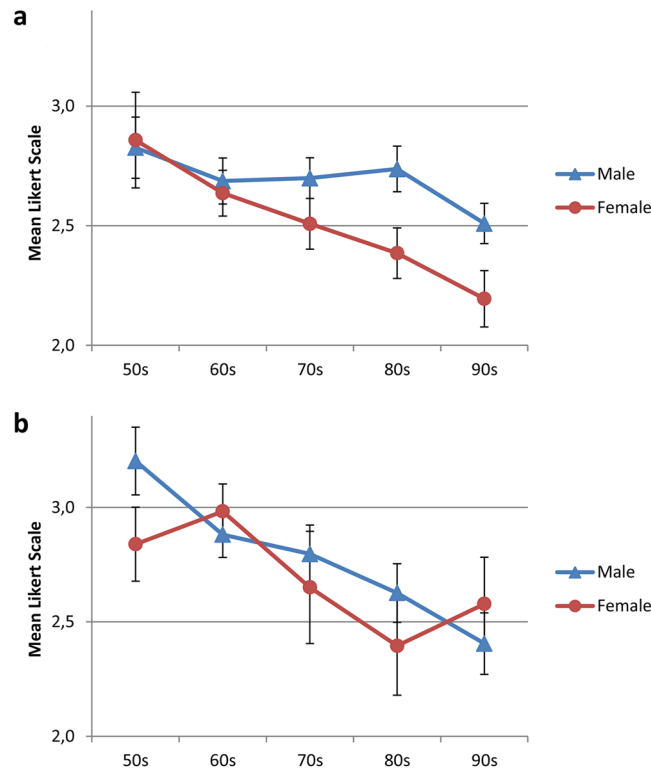 a
Mean Likert Scale
3,0
2,5
2,0
50s 60s 70s 80s 90s
Male
Female
b
Mean Likert Scale
3,0
2,5
2,0
50s 60s 70s 80s 90s
Male
Female